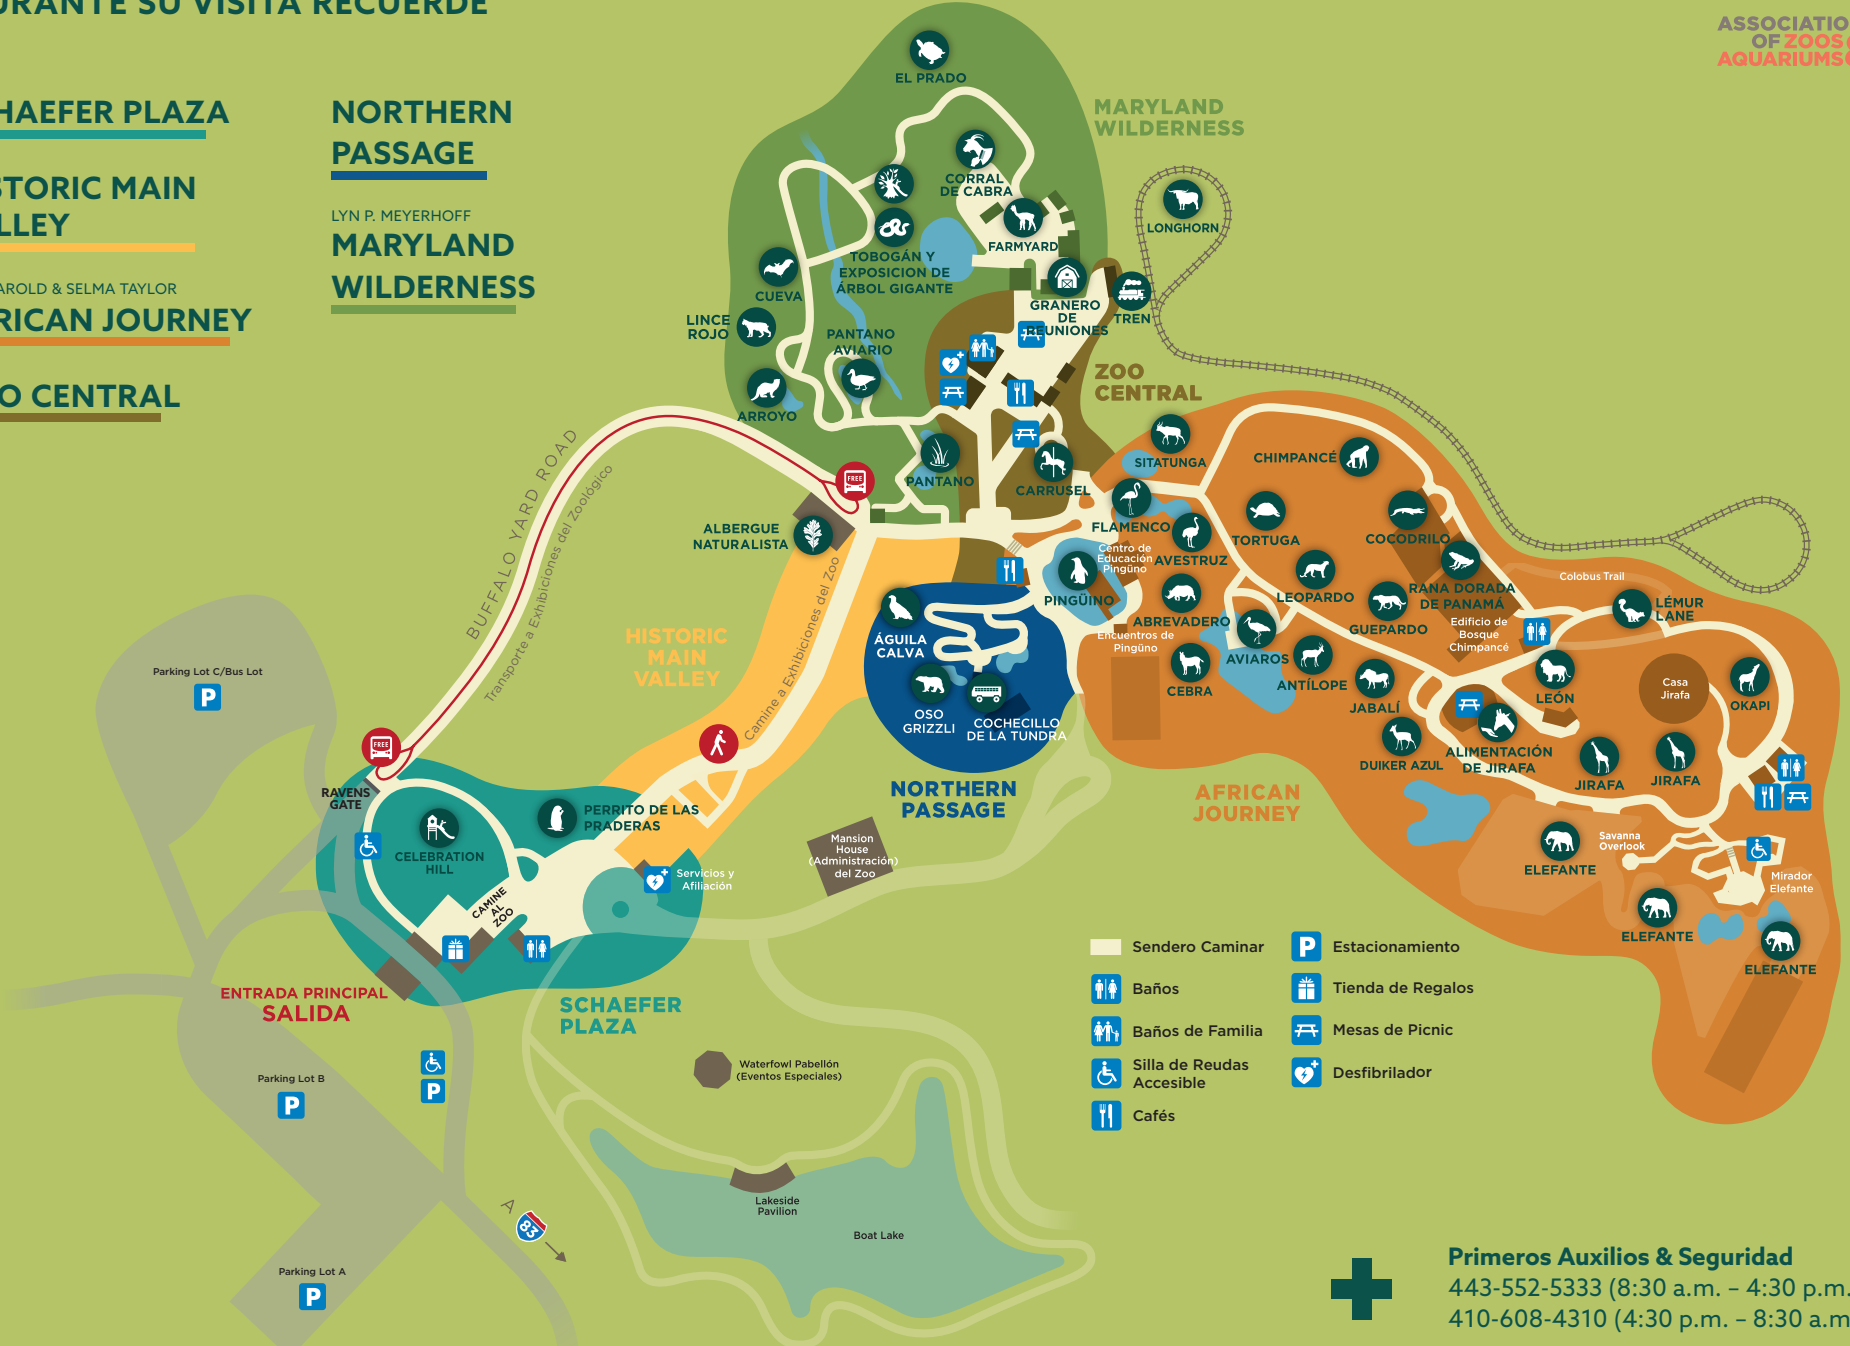 DURANTE SU VISITA RECUERDE
ASSOCIATIO
OF ZOOS
AQUARIUMS
HAEFER PLAZA
STORIC MAIN
LLEY
AROLD & SELMA TAYLOR
RICAN JOURNEY
O CENTRAL
NORTHERN
PASSAGE
LYN P. MEYERHOFF
MARYLAND
WILDERNESS
EL PRADO
MARYLAND
WILDERNESS
CORRAL
DE CABRA
FARMYARD
LONGHORN
TOBOGÁN Y
EXPOSICION DE
ÁRBOL GIGANTE
CUEVA
GRANERO
DE
REUNIONES
TREN
LINCE
ROJO
PANTANO
AVIARIO
ARROYO
ZOO
CENTRAL
PANTANO
CARRUSEL
FREE
ALBERGUE
NATURALISTA
BUFFALO YARD ROAD
Transporte a Exhibiciones del Zoológico
Camine a Exhibiciones del Zoo
HISTORIC
MAIN
VALLEY
SITATUNGA
CHIMPANCÉ
FLAMENCO
Centro de
Educación
Pingüno
AVESTRUZ
TORTUGA
COCODRILO
PINGÜINO
ABREVADERO
LEOPARDO
RANA DORADA
DE PANAMÁ
Colobus Trail
LÉMUR
LANE
GUEPARDO
Edificio de
Bosque
Chimpancé
Encuentros de
Pingüno
AVIAROS
CEBRA
ANTÍLOPE
JABALÍ
LEÓN
Casa
Jirafa
OKAPI
DUIKER AZUL
ALIMENTACIÓN
DE JIRAFA
JIRAFA
JIRAFA
AFRICAN
JOURNEY
ELEFANTE
Savanna
Overlook
Mirador
Elefante
ELEFANTE
ELEFANTE
ÁGUILA
CALVA
OSO
GRIZZLI
COCHECILLO
DE LA TUNDRA
NORTHERN
PASSAGE
Parking Lot C/Bus Lot
P
FREE
RAVENS
GATE
CELEBRATION
HILL
PERRITO DE LAS
PRADERAS
CAMINE
AL
ZOO
Servicios y
Afiliación
Mansion
House
(Administración)
del Zoo
ENTRADA PRINCIPAL
SALIDA
SCHAEFER
PLAZA
Parking Lot B
P
P
Waterfowl Pabellón
(Eventos Especiales)
Lakeside
Pavilion
Boat Lake
A
83
Parking Lot A
P
Sendero Caminar
Baños
Baños de Familia
Silla de Reudas
Accesible
Cafés
P
Estacionamiento
Tienda de Regalos
Mesas de Picnic
Desfibrilador
Primeros Auxilios & Seguridad
443-552-5333 (8:30 a.m. – 4:30 p.m.
410-608-4310 (4:30 p.m. – 8:30 a.m